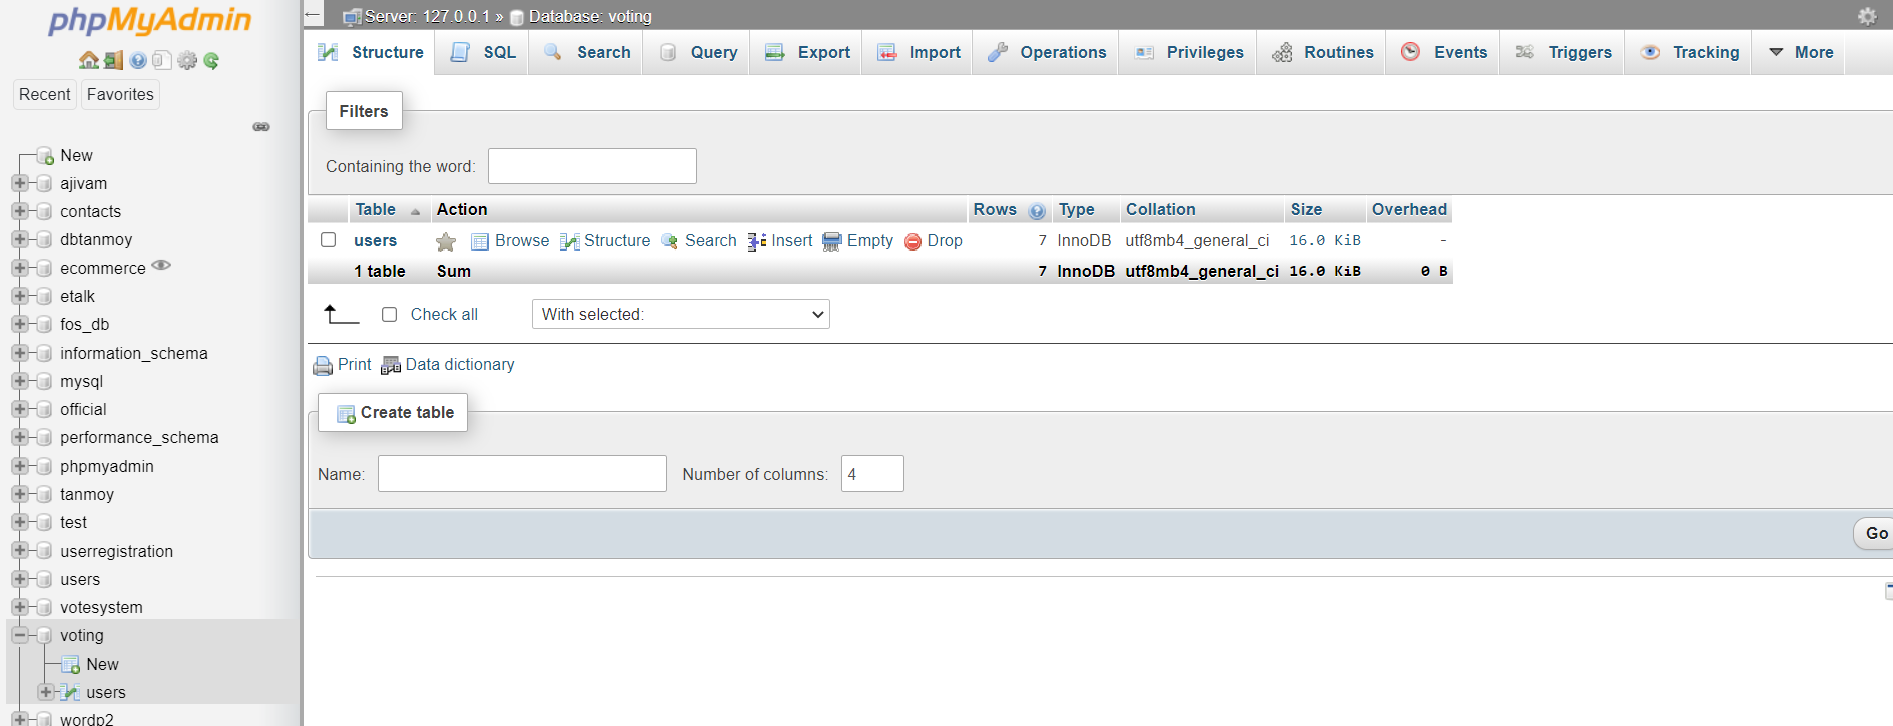 phpMyAdmin
Recent Favorites
New
ajivam
contacts
dbtanmoy
ecommerce
etalk
fos_db
information_schema
mysql
official
performance_schema
phpmyadmin
tanmoy
test
userregistration
users
votesystem
voting
New
users
wordp2
← Server: 127.0.0.1 » Database: voting
Structure SQL Search Query Export Import Operations Privileges Routines Events Triggers Tracking More
Filters
Containing the word:
Table Action Rows Type Collation Size Overhead
users Browse Structure Search Insert Empty Drop 7 InnoDB utf8mb4_general_ci 16.0 KiB -
1 table Sum 7 InnoDB utf8mb4_general_ci 16.0 KiB 0 B
Check all With selected:
Print Data dictionary
Create table
Name: Number of columns: 4
Go